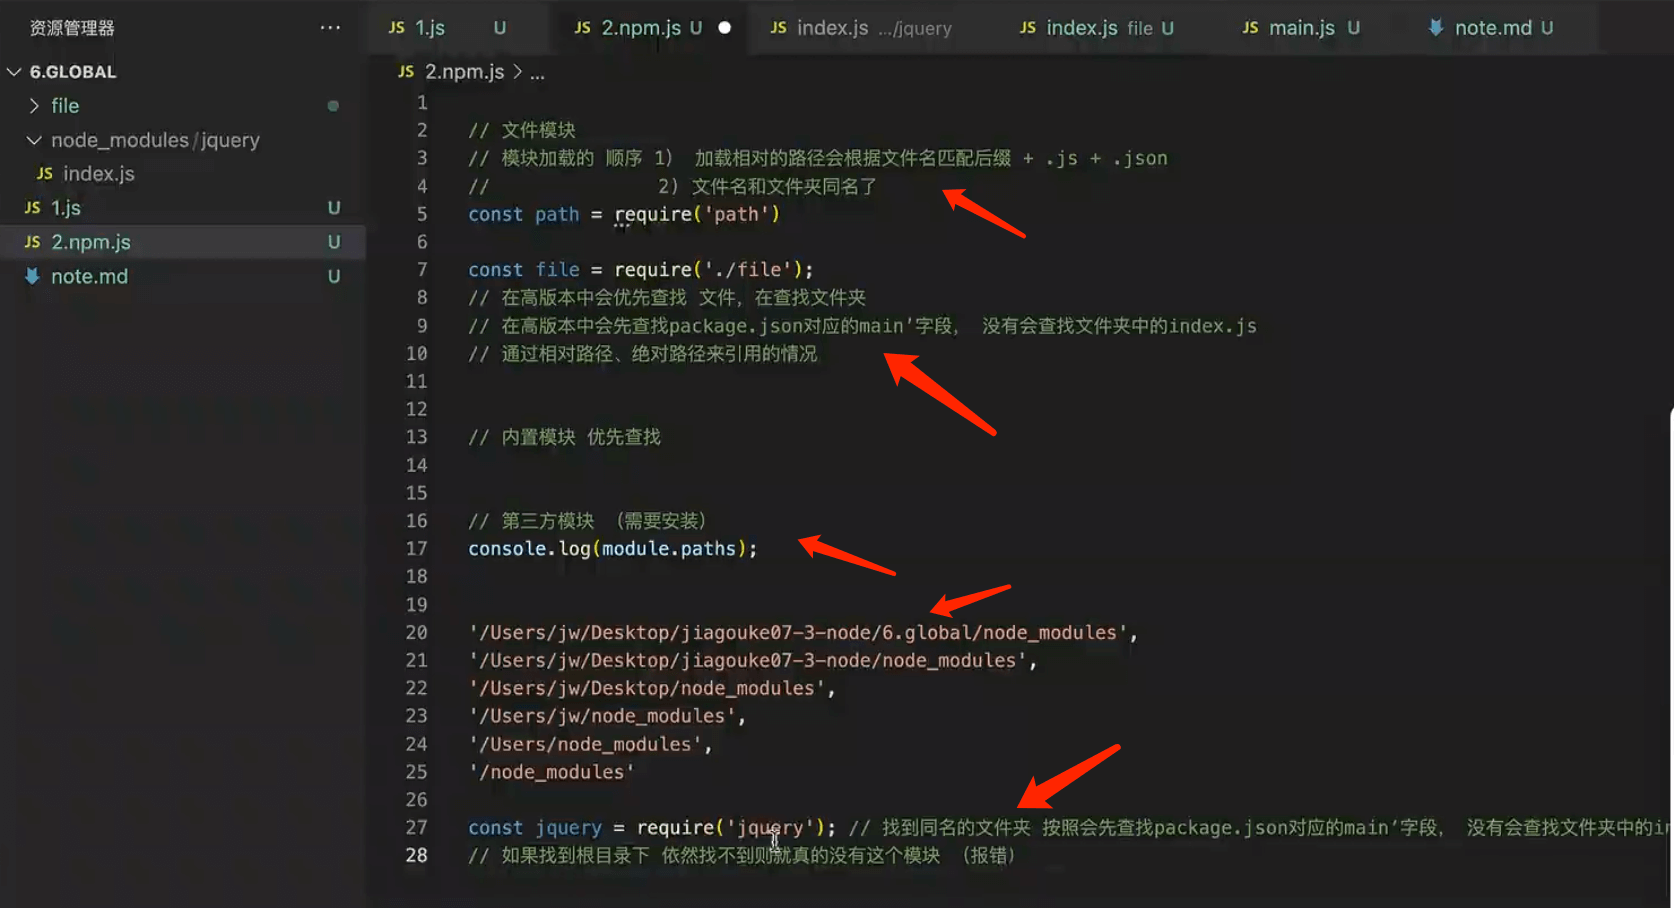 资源管理器
···
JS 1.js U
JS 2.npm.js U
JS index.js .../jquery
JS index.js file U
JS main.js U
note.md U
6.GLOBAL
file
node_modules/jquery
JS index.js
JS 1.js U
JS 2.npm.js U
note.md U
JS 2.npm.js > ...
1
2 // 文件模块
3 // 模块加载的 顺序 1） 加载相对的路径会根据文件名匹配后缀 + .js + .json
4 // 2）文件名和文件夹同名了
5 const path = require('path')
6
7 const file = require('./file');
8 // 在高版本中会优先查找 文件，在查找文件夹
9 // 在高版本中会先查找package.json对应的main'字段， 没有会查找文件夹中的index.js
10 // 通过相对路径、绝对路径来引用的情况
11
12
13 // 内置模块 优先查找
14
15
16 // 第三方模块 （需要安装）
17 console.log(module.paths);
18
19
20 '/Users/jw/Desktop/jiagouke07-3-node/6.global/node_modules',
21 '/Users/jw/Desktop/jiagouke07-3-node/node_modules',
22 '/Users/jw/Desktop/node_modules',
23 '/Users/jw/node_modules',
24 '/Users/node_modules',
25 '/node_modules'
26
27 const jquery = require('jquery'); // 找到同名的文件夹 按照会先查找package.json对应的main'字段， 没有会查找文件夹中的i
28 // 如果找到根目录下 依然找不到则就真的没有这个模块 （报错）